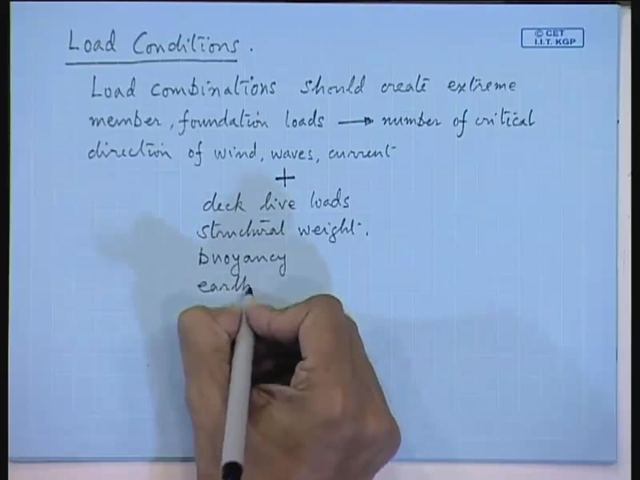 Load Conditions.
© CET
I.I.T. KGP
Load combinations should create extreme
member, foundation loads → number of critical
direction of wind, waves, current
+
deck live loads
structural weight.
buoyancy
earth